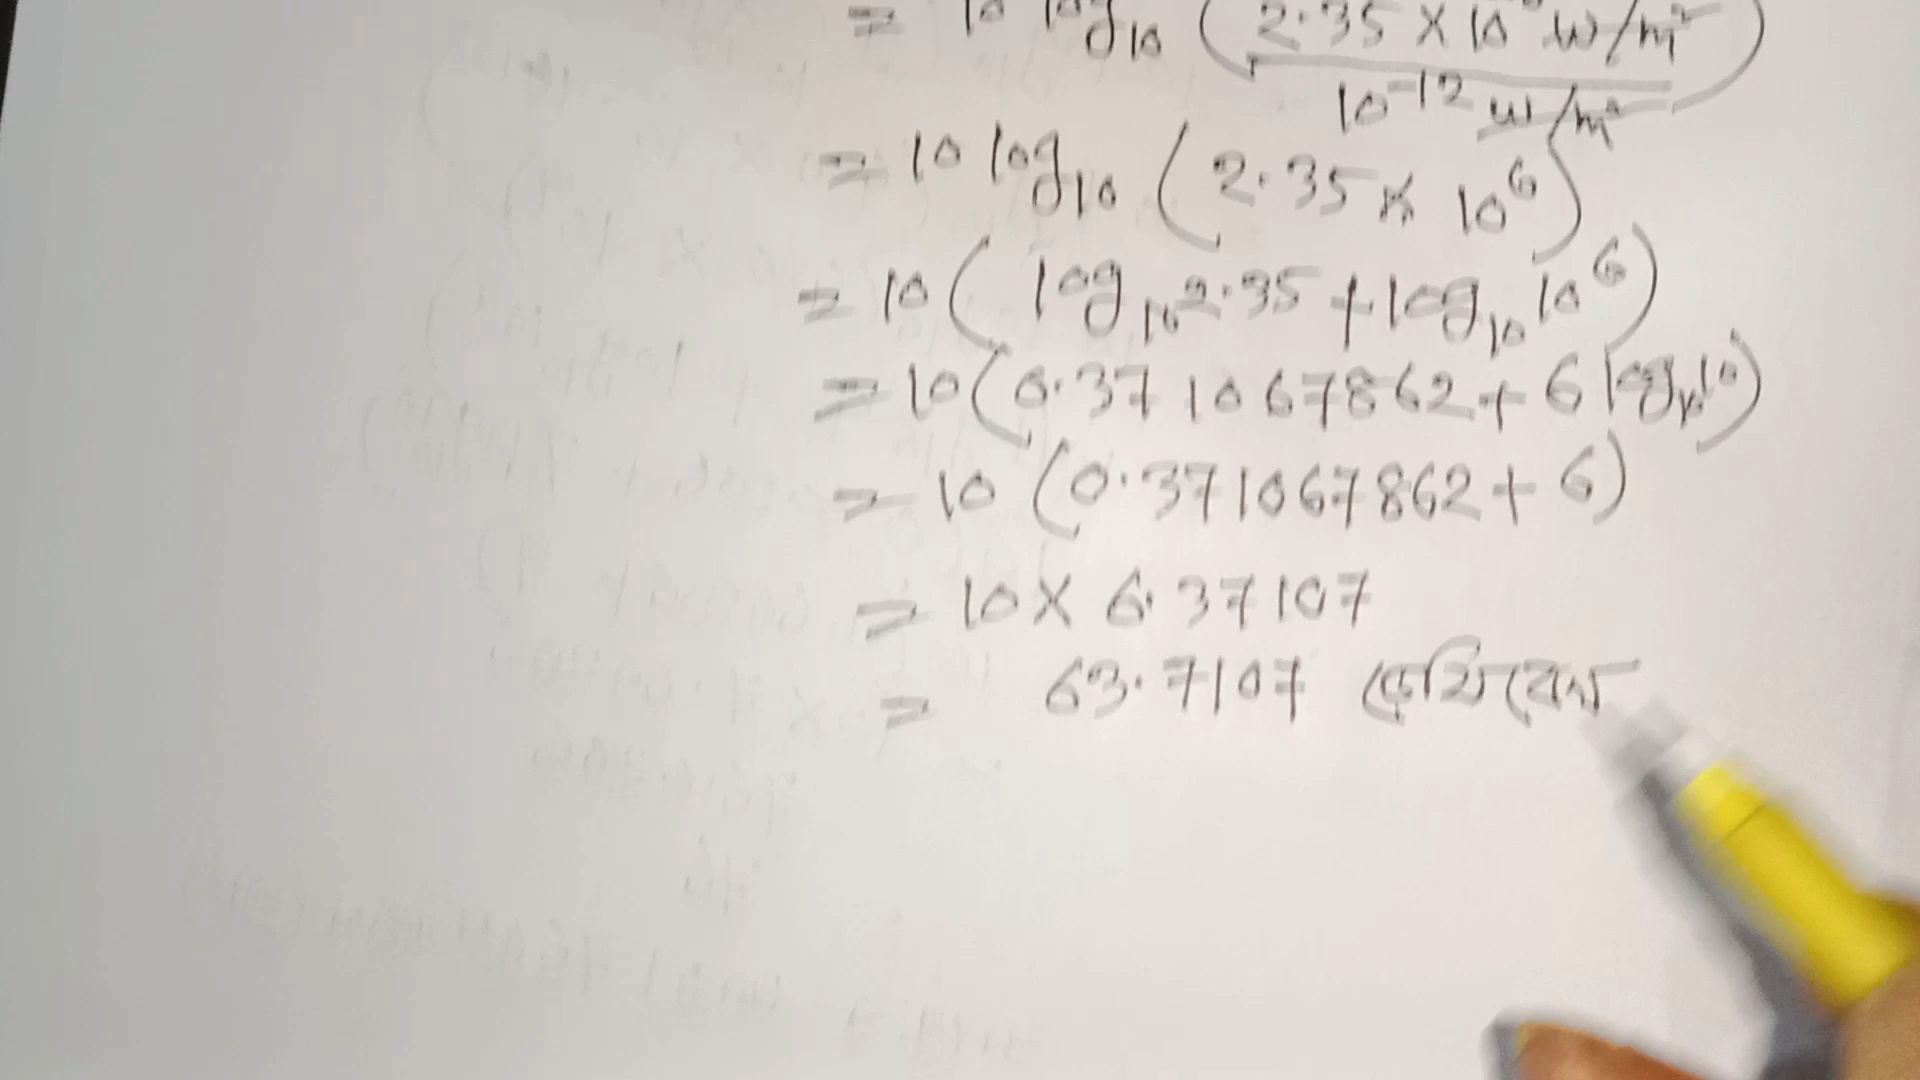 = 10 log₁₀ (2.35 × 10 W/m²
10⁻¹² W/m²)
= 10 log₁₀ (2.35 × 10⁶)
= 10 (log₁₀ 2.35 + log₁₀ 10⁶)
= 10 (0.371067862 + 6 log₁₀ 10)
= 10 (0.371067862 + 6)
= 10 × 6.37107
= 63.7107 ডেসিবেল